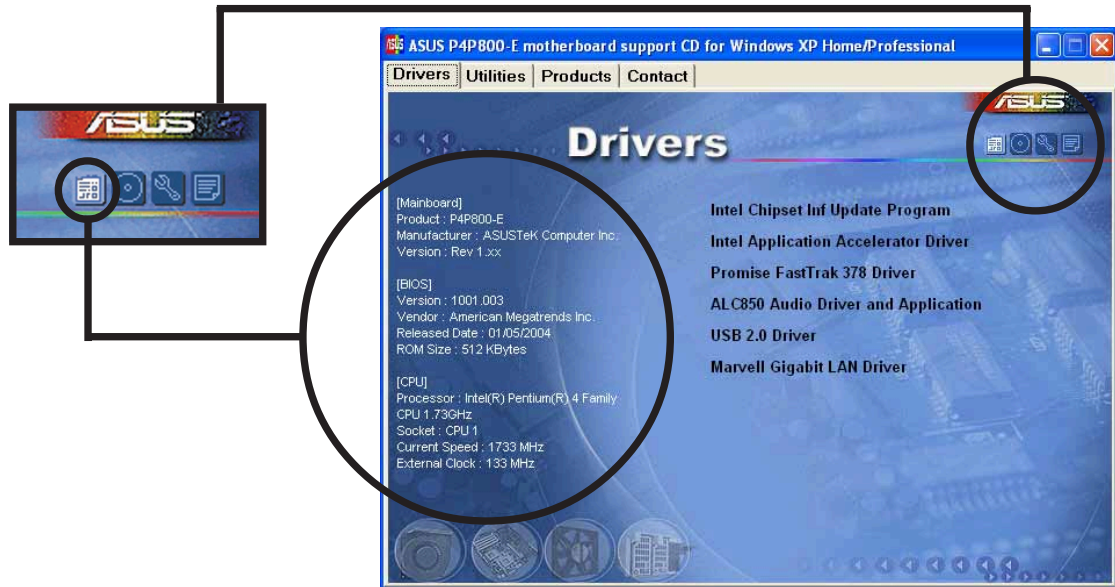 ASUS P4P800-E motherboard support CD for Windows XP Home/Professional
Drivers Utilities Products Contact
ASUS
ASUS
Drivers
[Mainboard]
Product : P4P800-E
Manufacturer : ASUSTeK Computer Inc.
Version : Rev 1.xx
[BIOS]
Version : 1001.003
Vendor : American Megatrends Inc.
Released Date : 01/05/2004
ROM Size : 512 KBytes
[CPU]
Processor : Intel(R) Pentium(R) 4 Family
CPU 1.73GHz
Socket : CPU 1
Current Speed : 1733 MHz
External Clock : 133 MHz
Intel Chipset Inf Update Program
Intel Application Accelerator Driver
Promise FastTrak 378 Driver
ALC850 Audio Driver and Application
USB 2.0 Driver
Marvell Gigabit LAN Driver